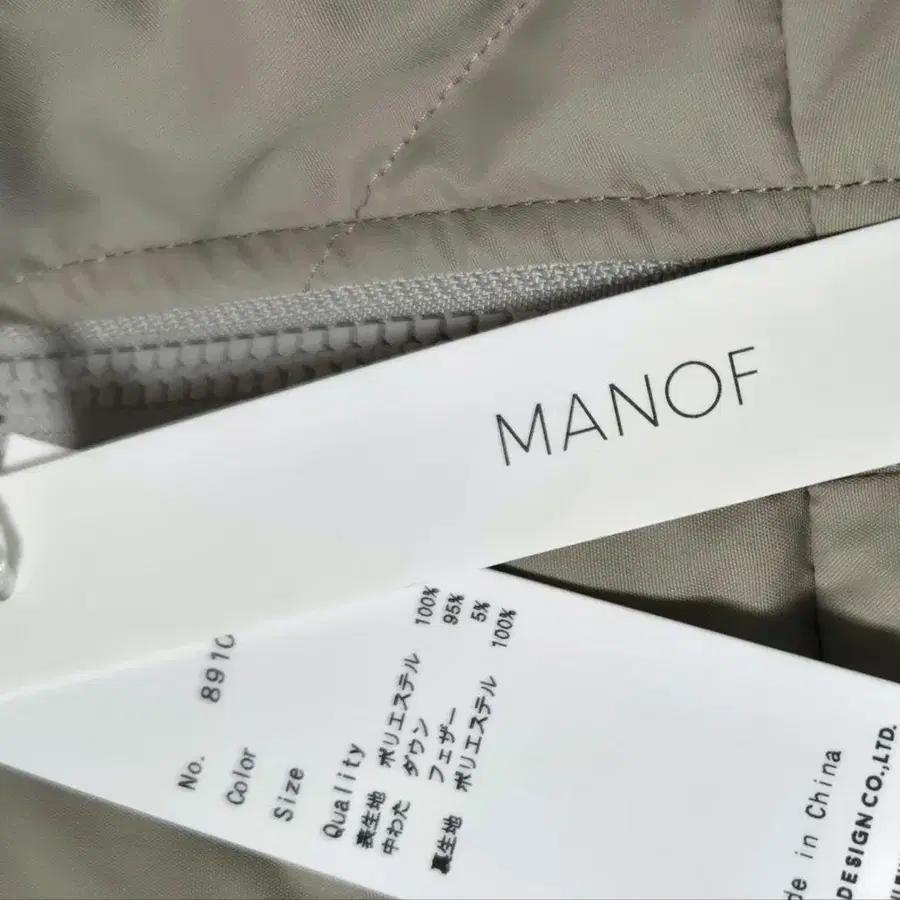 MANOF
No. 8910
Color
Size
Quality
表生地 ポリエステル 100%
中わた ダウン 95%
フェザー 5%
裏生地 ポリエステル 100%
de in China
DESIGN CO.,LTD.